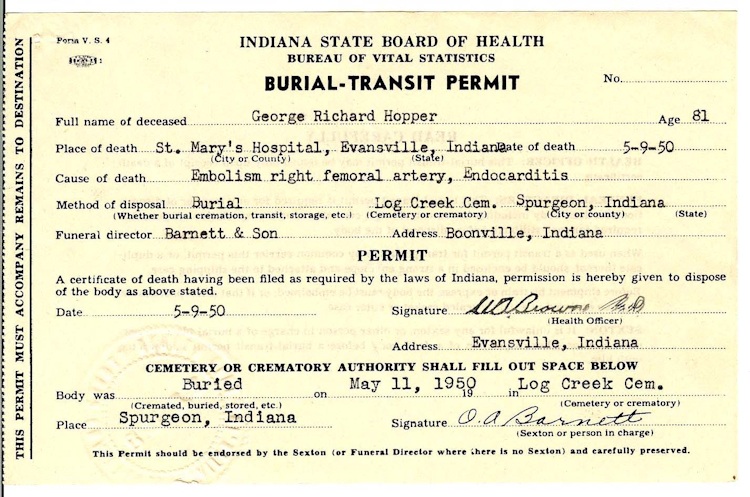 Form V. S. 4
INDIANA STATE BOARD OF HEALTH
BUREAU OF VITAL STATISTICS
BURIAL-TRANSIT PERMIT
No.
Full name of deceased George Richard Hopper Age 81
Place of death St. Mary's Hospital, Evansville, Indiana Date of death 5-9-50
(City or County) (State)
Cause of death Embolism right femoral artery, Endocarditis
Method of disposal Burial Log Creek Cem. Spurgeon, Indiana
(Whether burial cremation, transit, storage, etc.) (Cemetery or crematory) (City or county) (State)
Funeral director Barnett & Son Address Boonville, Indiana
PERMIT
A certificate of death having been filed as required by the laws of Indiana, permission is hereby given to dispose
of the body as above stated.
Date 5-9-50 Signature Browne M.D.
(Health Officer)
Address Evansville, Indiana
CEMETERY OR CREMATORY AUTHORITY SHALL FILL OUT SPACE BELOW
Body was Buried on May 11, 1950 19 in Log Creek Cem.
(Cremated, buried, stored, etc.) (Cemetery or crematory)
Place Spurgeon, Indiana Signature O. A. Barnett
(Sexton or person in charge)
This Permit should be endorsed by the Sexton (or Funeral Director where there is no Sexton) and carefully preserved.
THIS PERMIT MUST ACCOMPANY REMAINS TO DESTINATION